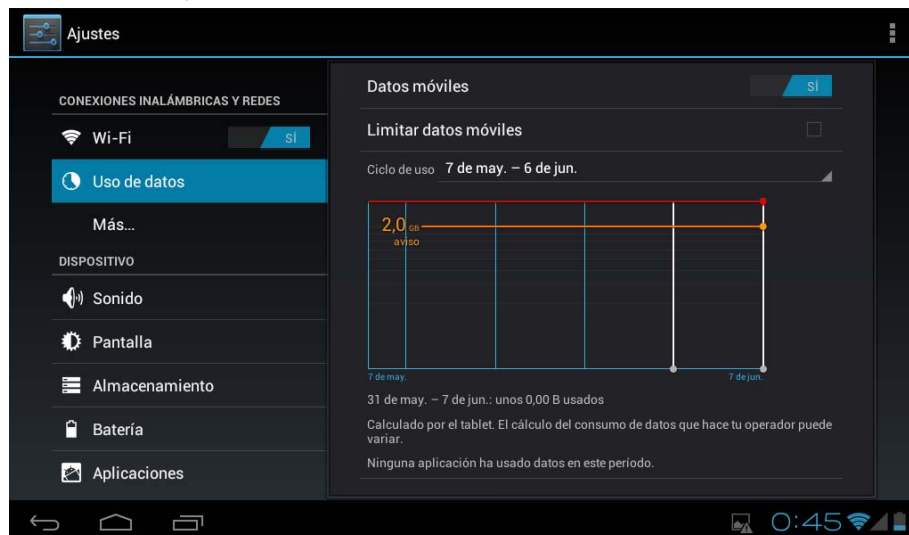 Ajustes
CONEXIONES INALÁMBRICAS Y REDES
Wi-Fi SÍ
Uso de datos
Más...
DISPOSITIVO
Sonido
Pantalla
Almacenamiento
Batería
Aplicaciones
Datos móviles SÍ
Limitar datos móviles
Ciclo de uso 7 de may. – 6 de jun.
2,0 GB
aviso
7 de may. 7 de jun.
31 de may. – 7 de jun.: unos 0,00 B usados
Calculado por el tablet. El cálculo del consumo de datos que hace tu operador puede
variar.
Ninguna aplicación ha usado datos en este período.
0:45